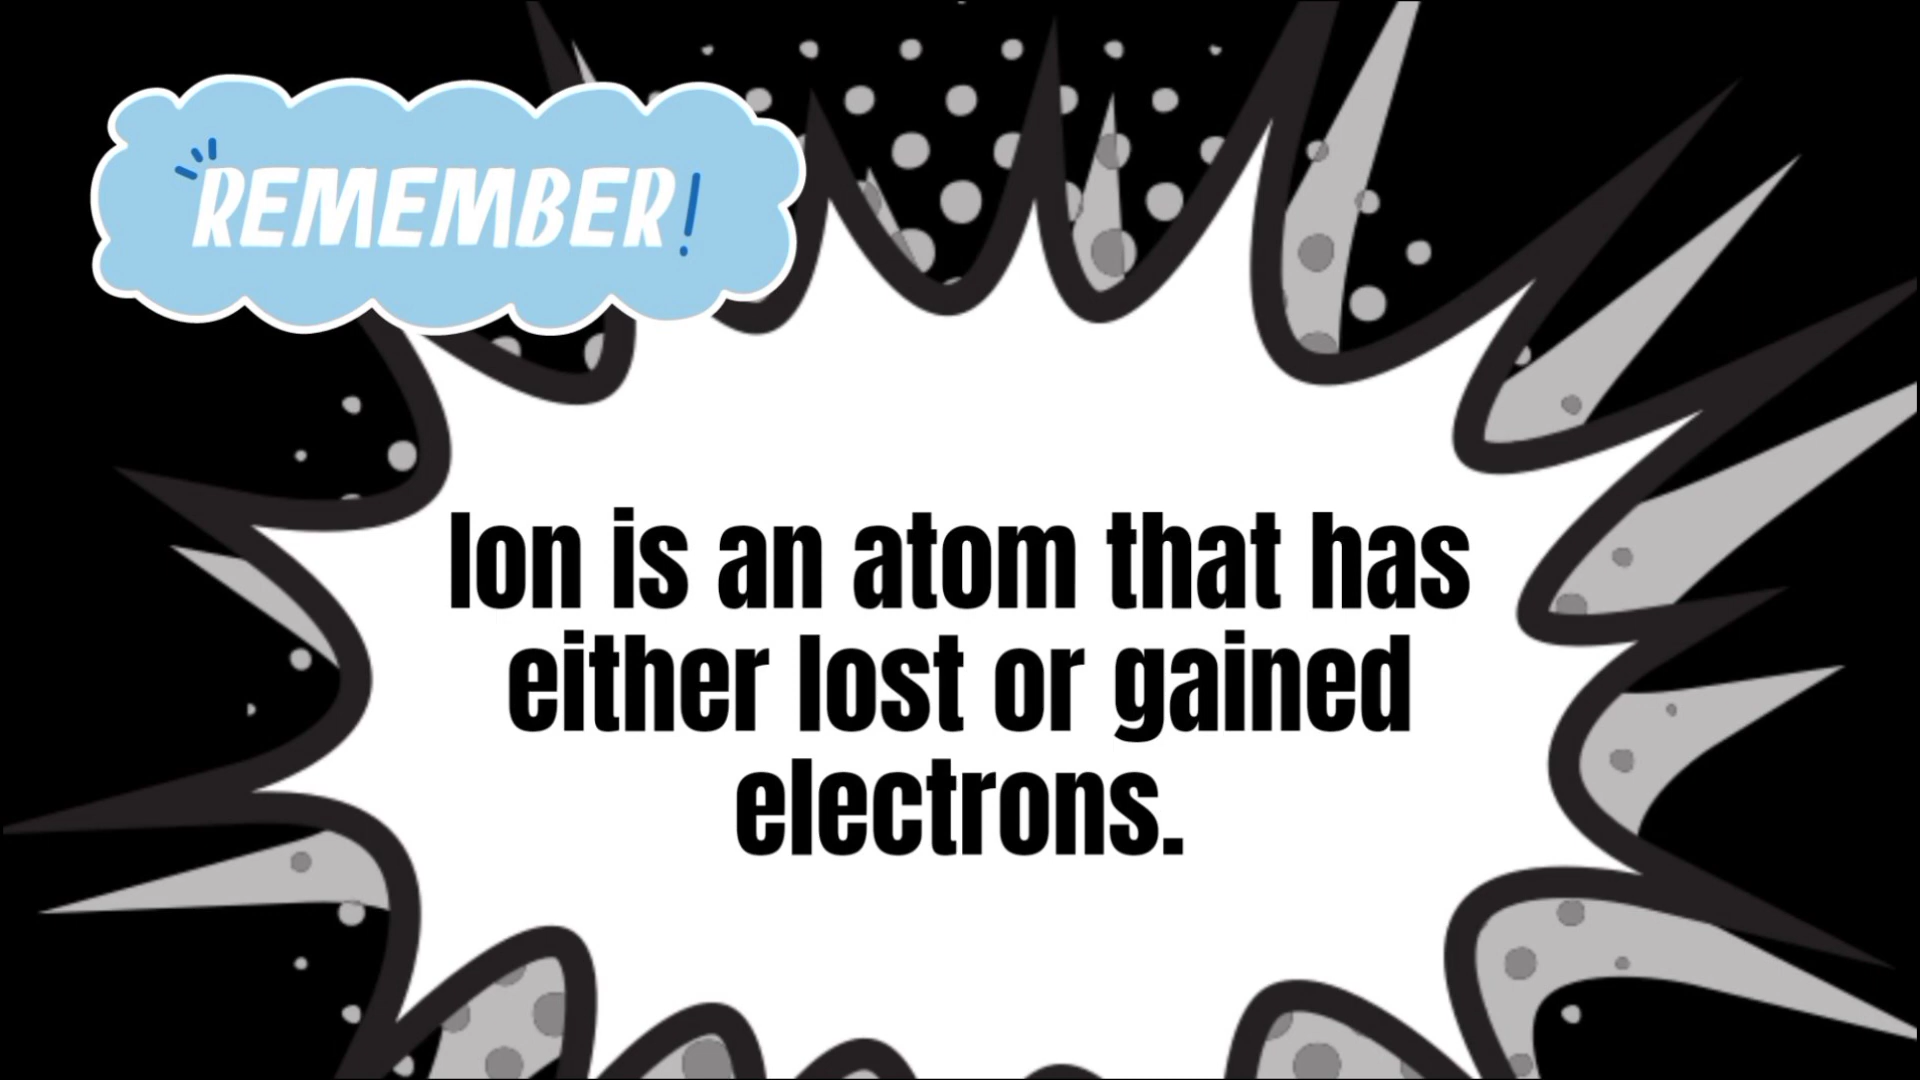 REMEMBER!
Ion is an atom that has
either lost or gained
electrons.